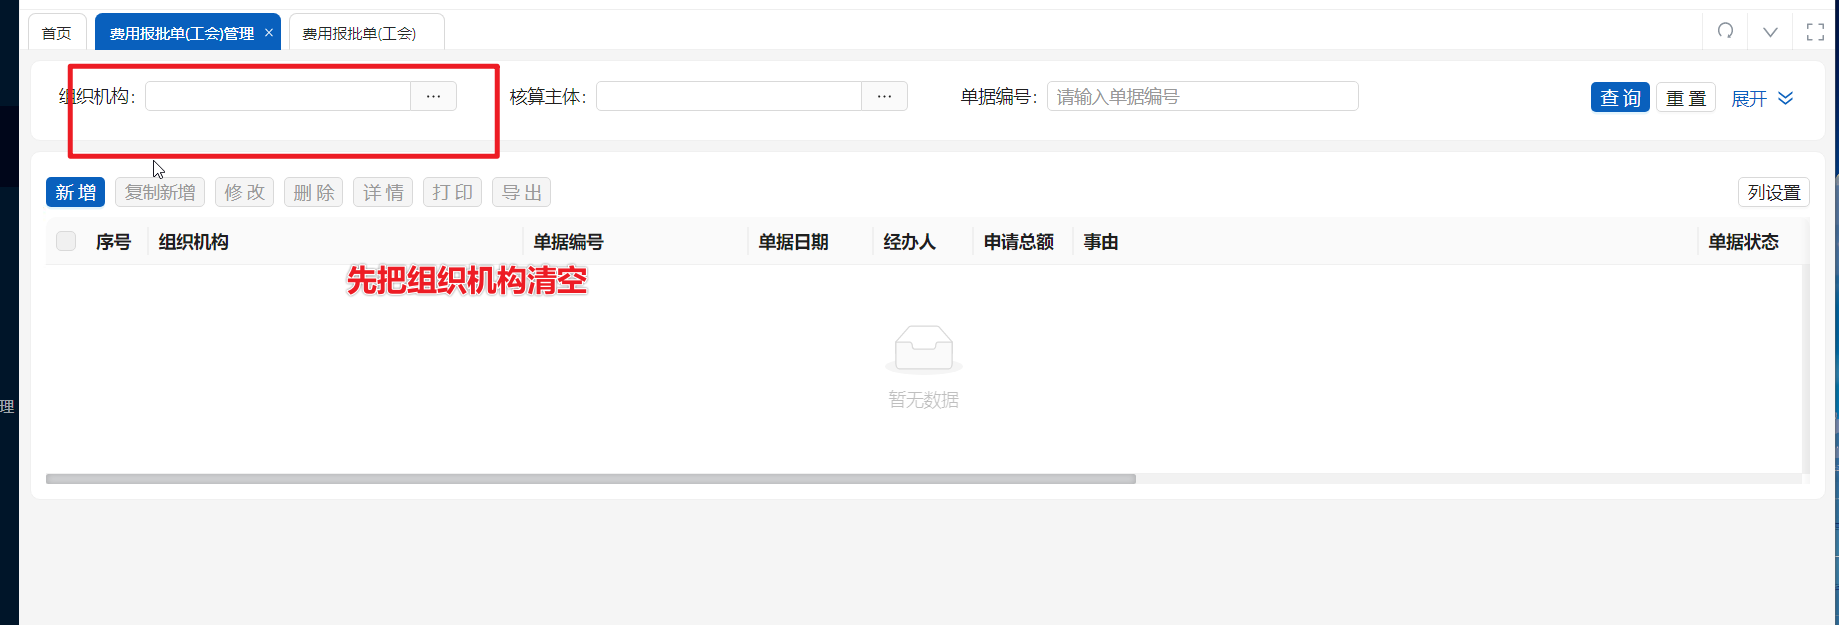 首页
费用报批单(工会)管理 ×
费用报批单(工会)
组织机构：
...
核算主体：
...
单据编号：
请输入单据编号
查询
重置
展开
理
新增
复制新增
修改
删除
详情
打印
导出
列设置
序号
组织机构
单据编号
单据日期
经办人
申请总额
事由
单据状态
先把组织机构清空
暂无数据